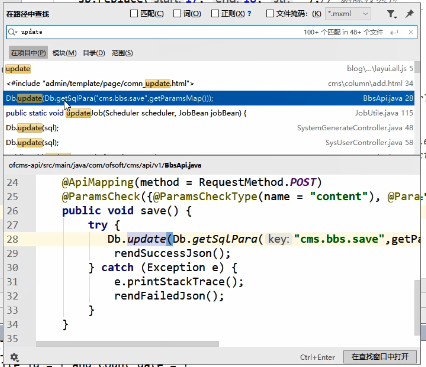 在路径中查找 匹配(C) 词(O) 正则(X) ? 文件掩码: (K) *.mxml
update
100+ 个匹配 in 48+ 个文件
在项目中(P) 模块(M) 目录(D) 范围(S)
update blog\...\layui.all.js 5
<#include "admin/template/page/comn_update.html"> cms\column\add.html 34
Db.update(Db.getSqlPara("cms.bbs.save",getParamsMap())); BbsApi.java 28
public static void updateJob(Scheduler scheduler, JobBean jobBean) { JobUtile.java 115
Db.update(sql); SystemGenerateController.java 48
Db.update(sql); SysUserController.java 58
ofcms-api/src/main/java/com/ofsoft/cms/api/v1/BbsApi.java
24 @ApiMapping(method = RequestMethod.POST)
25 @ParamsCheck({@ParamsCheckType(name = "content"), @Para
26 public void save() {
27 try {
28 Db.update(Db.getSqlPara( key: "cms.bbs.save",getPa
29 rendSuccessJson();
30 } catch (Exception e) {
31 e.printStackTrace();
32 rendFailedJson();
33 }
34 }
35
Ctrl+Enter 在查找窗口中打开